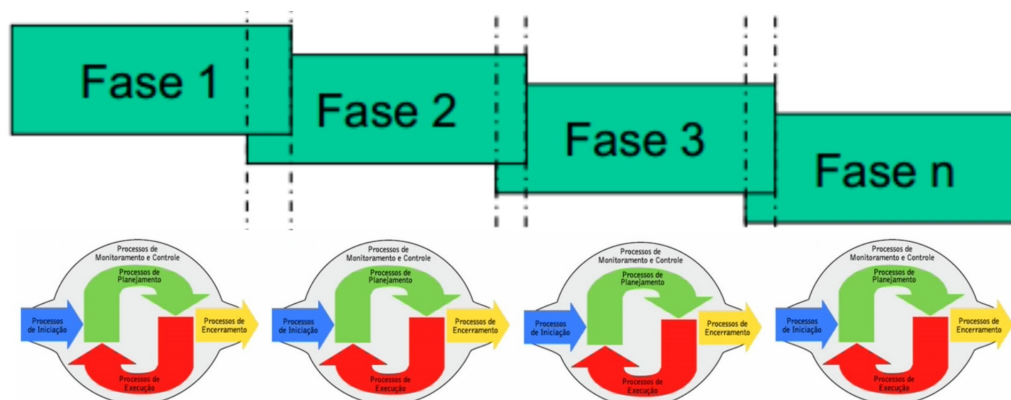 Fase 1
Fase 2
Fase 3
Fase n
Processos de
Monitoramento e Controle
Processos de
Planejamento
Processos
de Iniciação
Processos de
Encerramento
Processos de
Execução
Processos de
Monitoramento e Controle
Processos de
Planejamento
Processos
de Iniciação
Processos de
Encerramento
Processos de
Execução
Processos de
Monitoramento e Controle
Processos de
Planejamento
Processos
de Iniciação
Processos de
Encerramento
Processos de
Execução
Processos de
Monitoramento e Controle
Processos de
Planejamento
Processos
de Iniciação
Processos de
Encerramento
Processos de
Execução